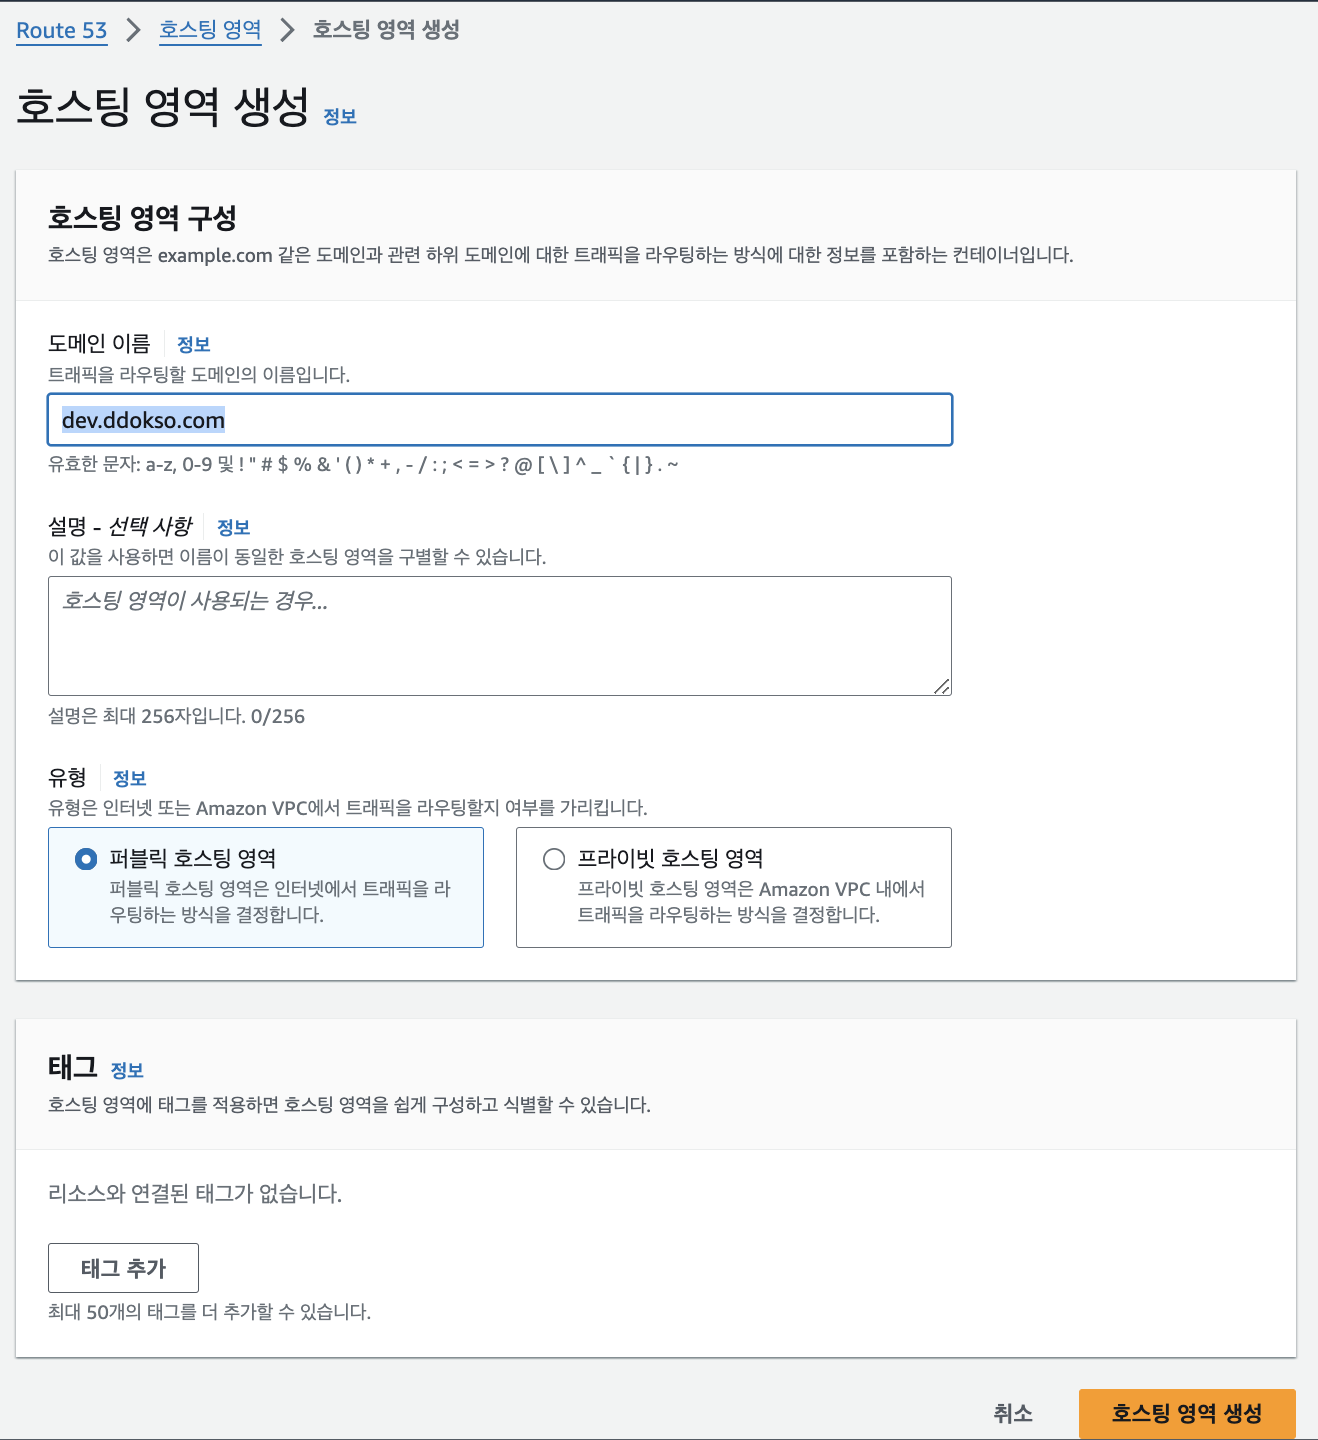 Route 53 > 호스팅 영역 > 호스팅 영역 생성
호스팅 영역 생성 정보
호스팅 영역 구성
호스팅 영역은 example.com 같은 도메인과 관련 하위 도메인에 대한 트래픽을 라우팅하는 방식에 대한 정보를 포함하는 컨테이너입니다.
도메인 이름 정보
트래픽을 라우팅할 도메인의 이름입니다.
dev.ddokso.com
유효한 문자: a-z, 0-9 및 ! " # $ % & ' ( ) * + , - / : ; < = > ? @ [ \ ] ^ _ ` { | } . ~
설명 - 선택 사항 정보
이 값을 사용하면 이름이 동일한 호스팅 영역을 구별할 수 있습니다.
호스팅 영역이 사용되는 경우...
설명은 최대 256자입니다. 0/256
유형 정보
유형은 인터넷 또는 Amazon VPC에서 트래픽을 라우팅할지 여부를 가리킵니다.
퍼블릭 호스팅 영역
퍼블릭 호스팅 영역은 인터넷에서 트래픽을 라
우팅하는 방식을 결정합니다.
프라이빗 호스팅 영역
프라이빗 호스팅 영역은 Amazon VPC 내에서
트래픽을 라우팅하는 방식을 결정합니다.
태그 정보
호스팅 영역에 태그를 적용하면 호스팅 영역을 쉽게 구성하고 식별할 수 있습니다.
리소스와 연결된 태그가 없습니다.
태그 추가
최대 50개의 태그를 더 추가할 수 있습니다.
취소 호스팅 영역 생성